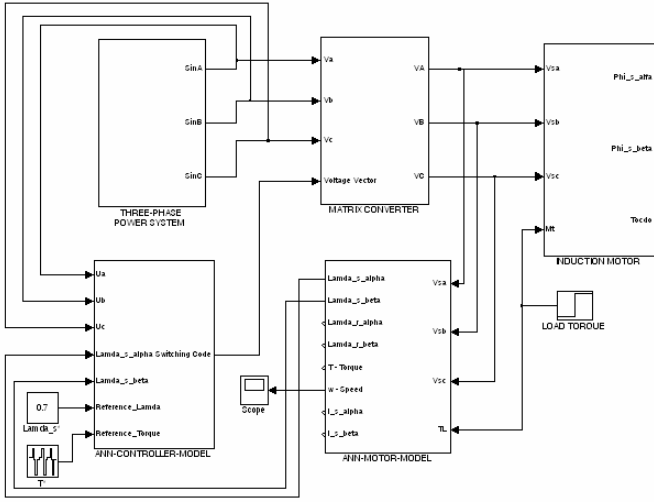 SinA
SinB
SinC
THREE-PHASE
POWER SYSTEM
Va
Vb
Vc
Voltage Vector
VA
VB
VC
MATRIX CONVERTER
Vsa
Vsb
Vsc
Mt
Phi_s_alfa
Phi_s_beta
Tocdo
INDUCTION MOTOR
LOAD TORQUE
Ua
Ub
Uc
Lamda_s_alpha Switching Code
Lamda_s_beta
Reference_Lamda
Reference_Torque
ANN-CONTROLLER-MODEL
0.7
Lamda_s*
T*
Scope
Lamda_s_alpha
Lamda_s_beta
Lamda_r_alpha
Lamda_r_beta
T - Torque
w - Speed
I_s_alpha
I_s_beta
Vsa
Vsb
Vsc
TL
ANN-MOTOR-MODEL